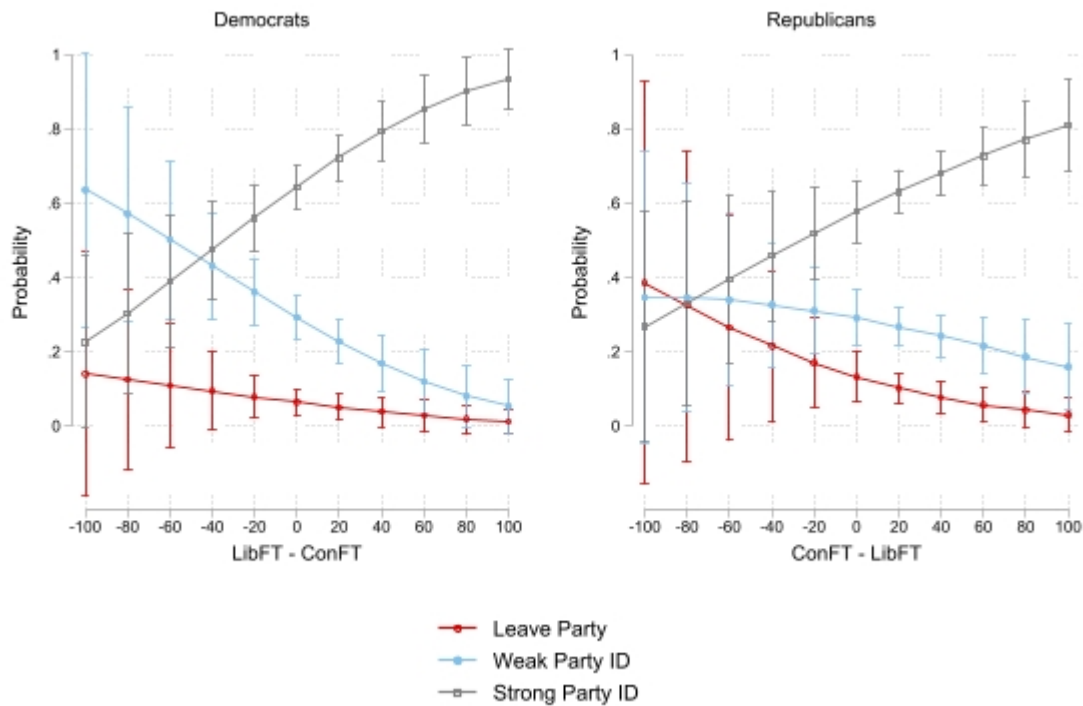 Democrats
Republicans
Probability
1
.8
.6
.4
.2
0
-100 -80 -60 -40 -20 0 20 40 60 80 100
LibFT - ConFT
Probability
1
.8
.6
.4
.2
0
-100 -80 -60 -40 -20 0 20 40 60 80 100
ConFT - LibFT
Leave Party
Weak Party ID
Strong Party ID